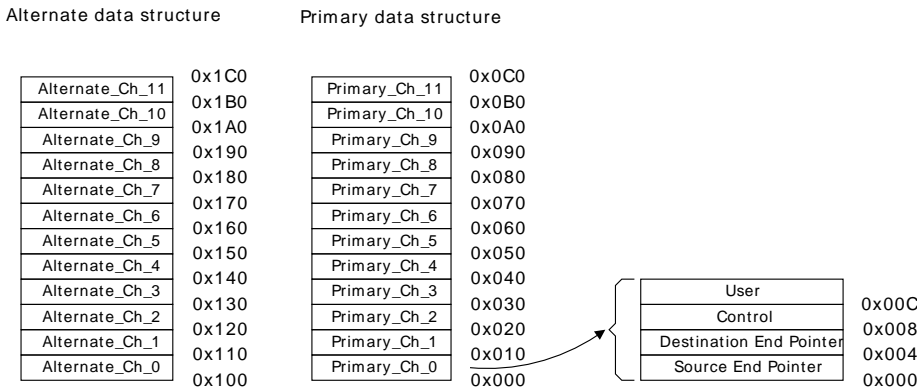 Alternate data structure
Primary data structure
0x1C0
Alternate_Ch_11
0x1B0
Alternate_Ch_10
0x1A0
Alternate_Ch_9
0x190
Alternate_Ch_8
0x180
Alternate_Ch_7
0x170
Alternate_Ch_6
0x160
Alternate_Ch_5
0x150
Alternate_Ch_4
0x140
Alternate_Ch_3
0x130
Alternate_Ch_2
0x120
Alternate_Ch_1
0x110
Alternate_Ch_0
0x100
0x0C0
Primary_Ch_11
0x0B0
Primary_Ch_10
0x0A0
Primary_Ch_9
0x090
Primary_Ch_8
0x080
Primary_Ch_7
0x070
Primary_Ch_6
0x060
Primary_Ch_5
0x050
Primary_Ch_4
0x040
Primary_Ch_3
0x030
Primary_Ch_2
0x020
Primary_Ch_1
0x010
Primary_Ch_0
0x000
User
0x00C
Control
0x008
Destination End Pointer
0x004
Source End Pointer
0x000